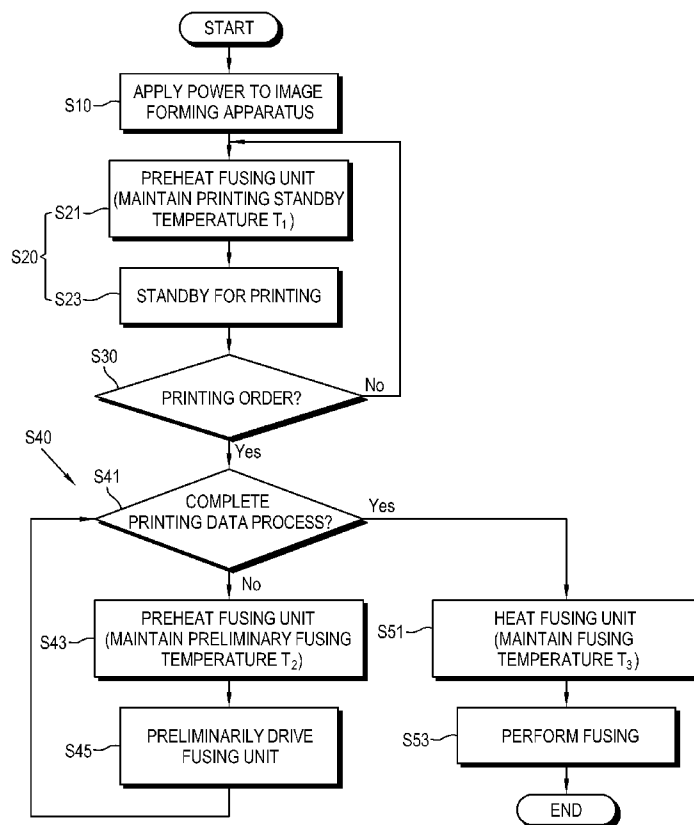 START
S10
APPLY POWER TO IMAGE
FORMING APPARATUS
S20
S21
PREHEAT FUSING UNIT
(MAINTAIN PRINTING STANDBY
TEMPERATURE T₁)
S23
STANDBY FOR PRINTING
S30
PRINTING ORDER?
No
Yes
S40
S41
COMPLETE
PRINTING DATA PROCESS?
Yes
No
S43
PREHEAT FUSING UNIT
(MAINTAIN PRELIMINARY FUSING
TEMPERATURE T₂)
S45
PRELIMINARILY DRIVE
FUSING UNIT
S51
HEAT FUSING UNIT
(MAINTAIN FUSING
TEMPERATURE T₃)
S53
PERFORM FUSING
END